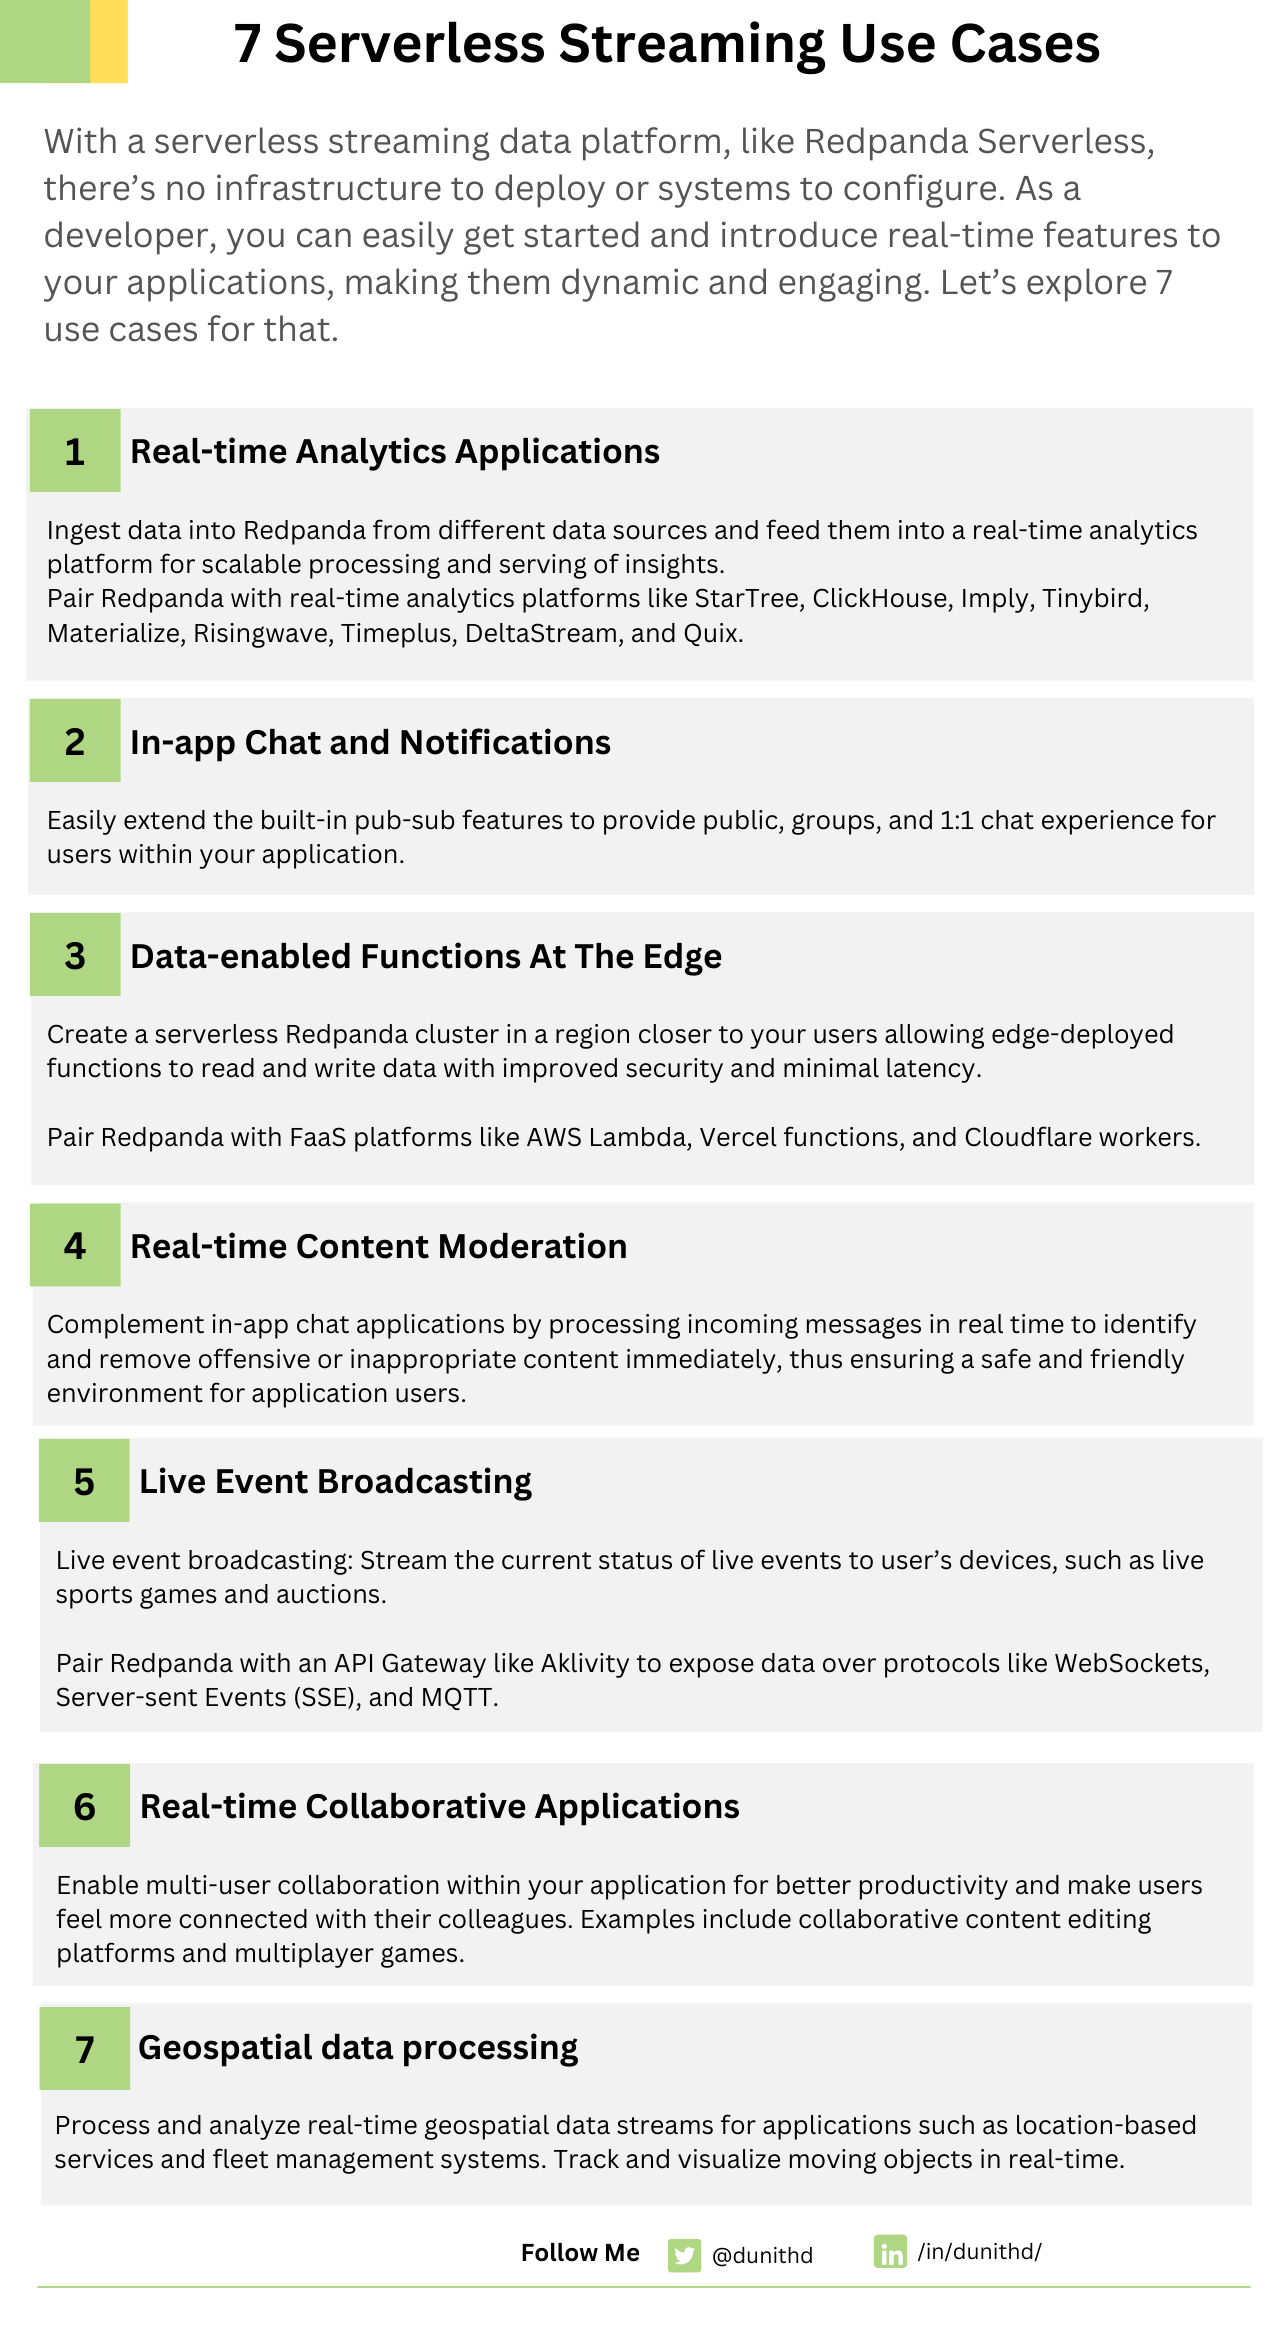 7 Serverless Streaming Use Cases
With a serverless streaming data platform, like Redpanda Serverless,
there’s no infrastructure to deploy or systems to configure. As a
developer, you can easily get started and introduce real-time features to
your applications, making them dynamic and engaging. Let’s explore 7
use cases for that.
1 Real-time Analytics Applications
Ingest data into Redpanda from different data sources and feed them into a real-time analytics
platform for scalable processing and serving of insights.
Pair Redpanda with real-time analytics platforms like StarTree, ClickHouse, Imply, Tinybird,
Materialize, Risingwave, Timeplus, DeltaStream, and Quix.
2 In-app Chat and Notifications
Easily extend the built-in pub-sub features to provide public, groups, and 1:1 chat experience for
users within your application.
3 Data-enabled Functions At The Edge
Create a serverless Redpanda cluster in a region closer to your users allowing edge-deployed
functions to read and write data with improved security and minimal latency.
Pair Redpanda with FaaS platforms like AWS Lambda, Vercel functions, and Cloudflare workers.
4 Real-time Content Moderation
Complement in-app chat applications by processing incoming messages in real time to identify
and remove offensive or inappropriate content immediately, thus ensuring a safe and friendly
environment for application users.
5 Live Event Broadcasting
Live event broadcasting: Stream the current status of live events to user’s devices, such as live
sports games and auctions.
Pair Redpanda with an API Gateway like Aklivity to expose data over protocols like WebSockets,
Server-sent Events (SSE), and MQTT.
6 Real-time Collaborative Applications
Enable multi-user collaboration within your application for better productivity and make users
feel more connected with their colleagues. Examples include collaborative content editing
platforms and multiplayer games.
7 Geospatial data processing
Process and analyze real-time geospatial data streams for applications such as location-based
services and fleet management systems. Track and visualize moving objects in real-time.
Follow Me @dunithd in /in/dunithd/